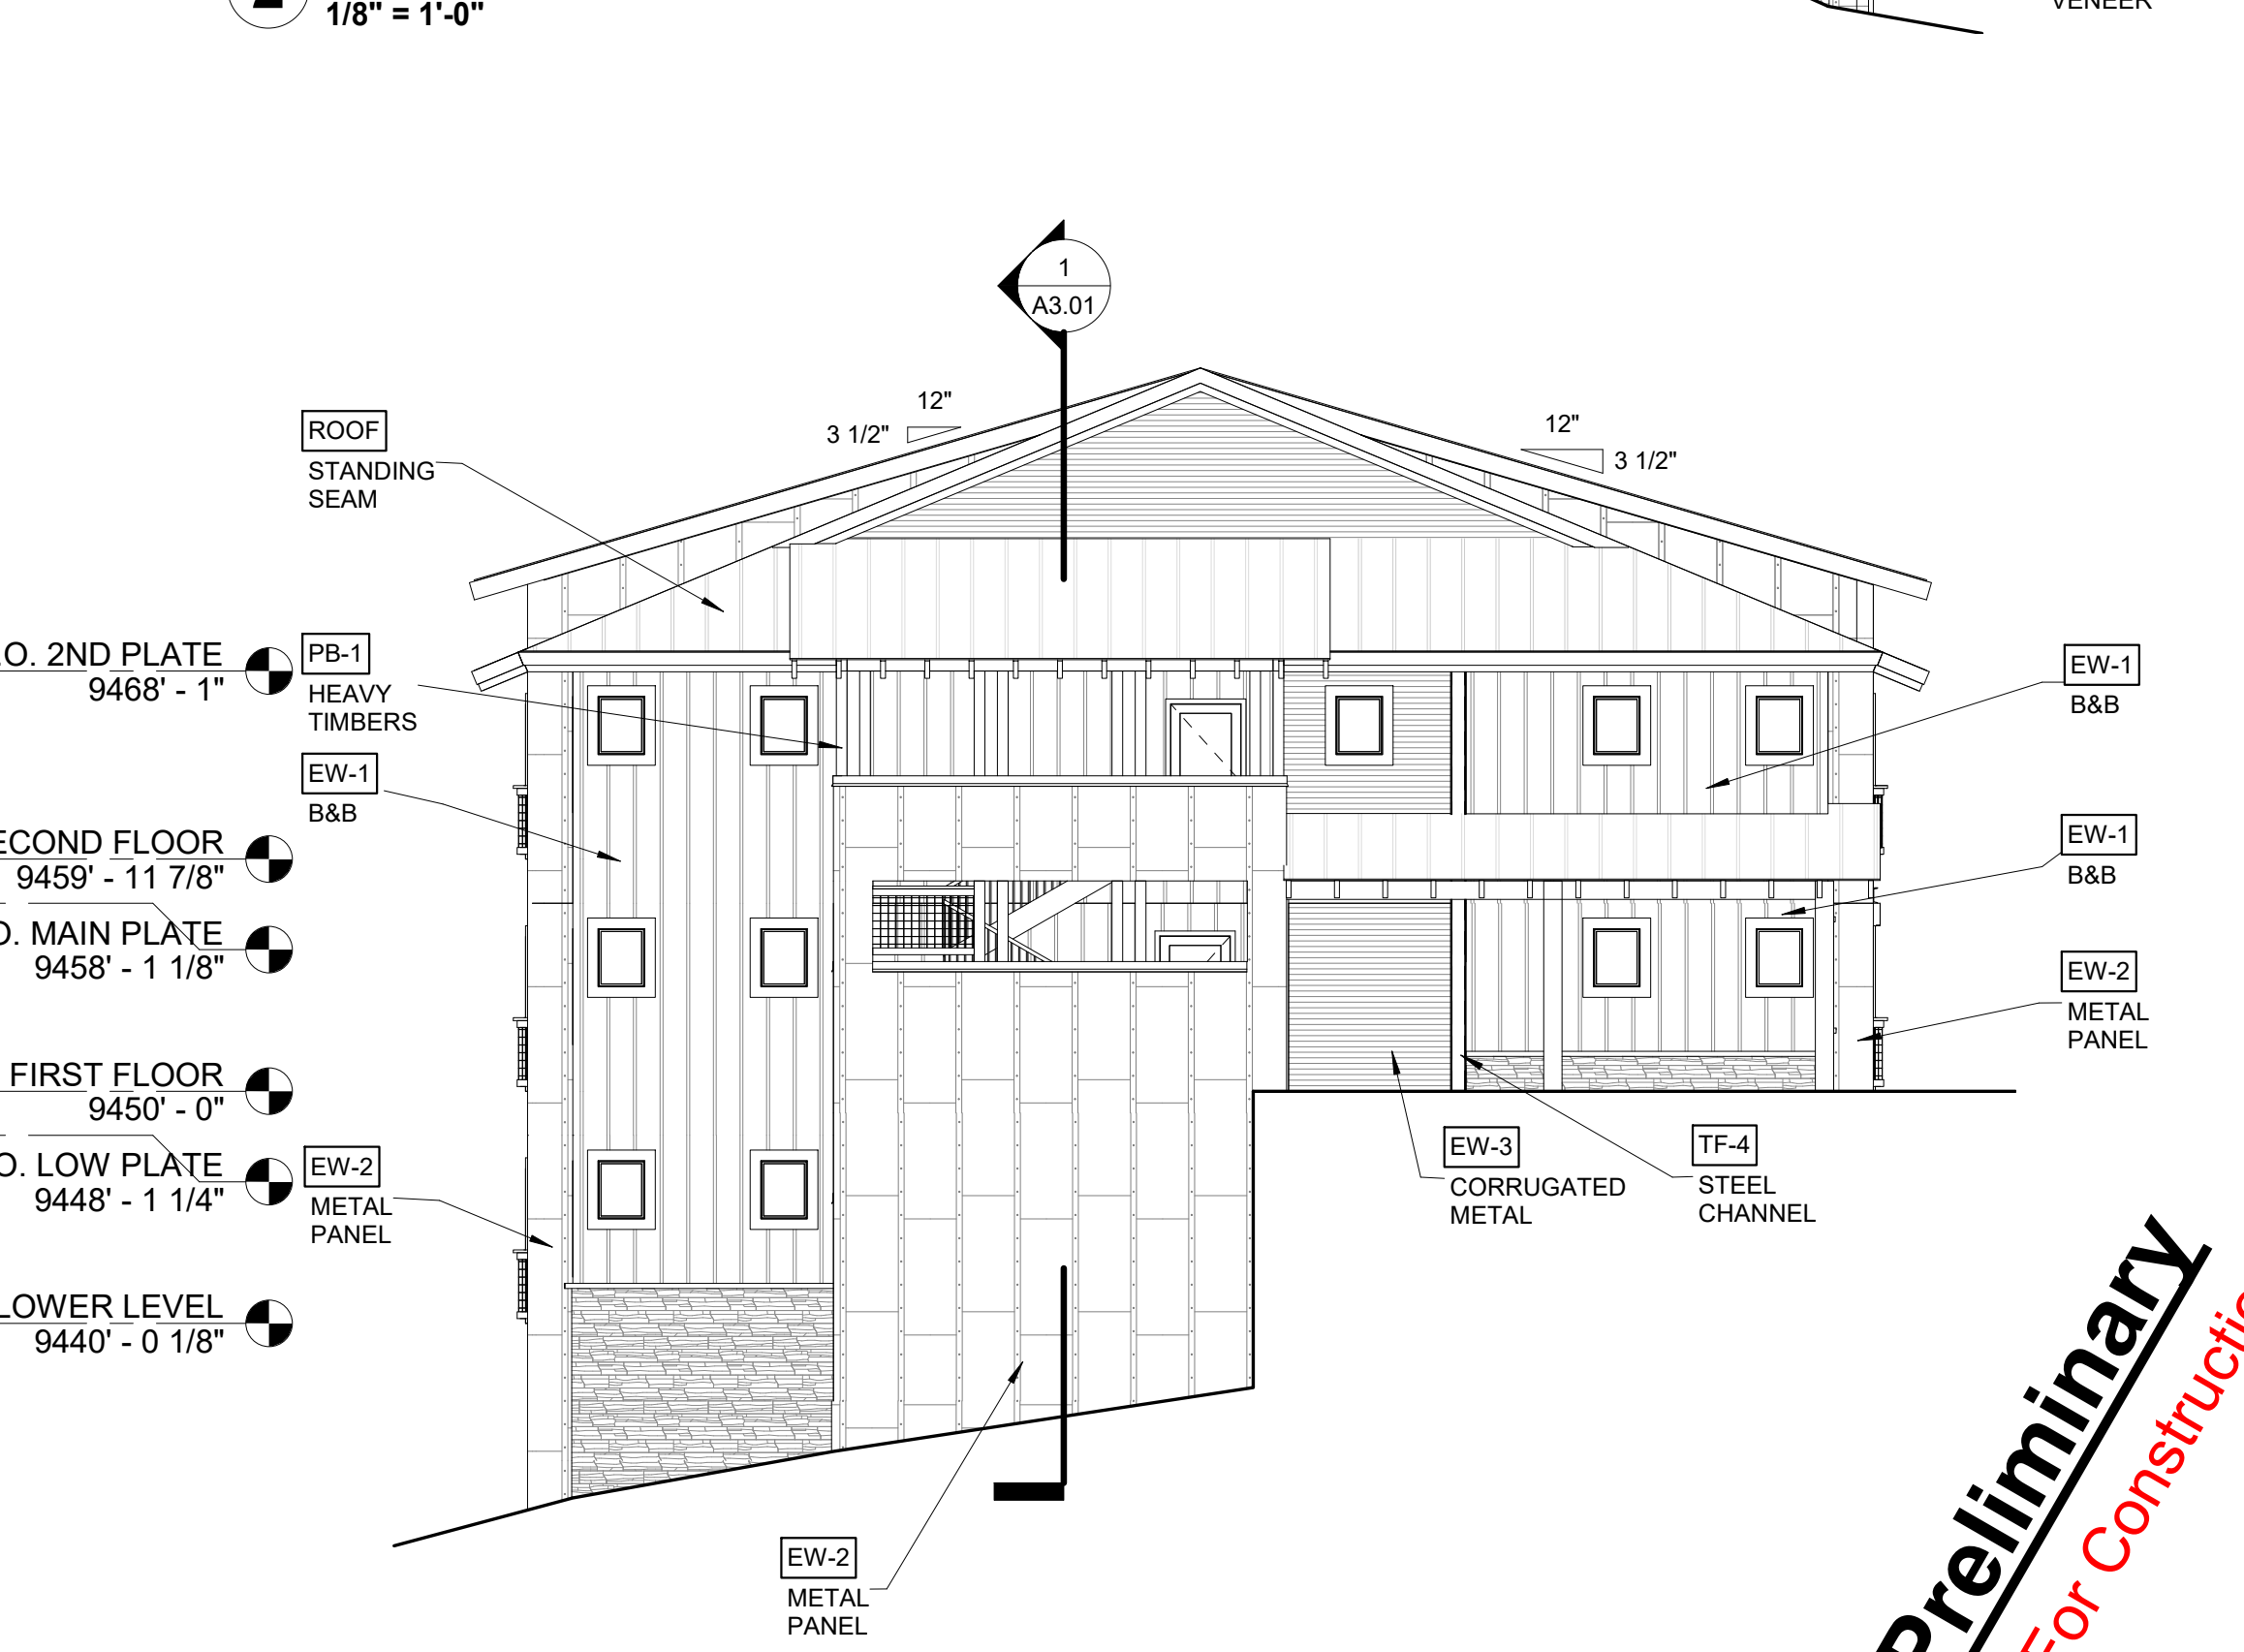 1/8" = 1'-0"
VENEER
1
A3.01
12"
3 1/2"
12"
3 1/2"
ROOF
STANDING
SEAM
O. 2ND PLATE
9468' - 1"
PB-1
HEAVY
TIMBERS
EW-1
B&B
EW-1
B&B
ECOND FLOOR
9459' - 11 7/8"
EW-1
B&B
O. MAIN PLATE
9458' - 1 1/8"
EW-2
METAL
PANEL
FIRST FLOOR
9450' - 0"
O. LOW PLATE
9448' - 1 1/4"
EW-2
METAL
PANEL
EW-3
CORRUGATED
METAL
TF-4
STEEL
CHANNEL
LOWER LEVEL
9440' - 0 1/8"
EW-2
METAL
PANEL
Preliminary
For Constructio